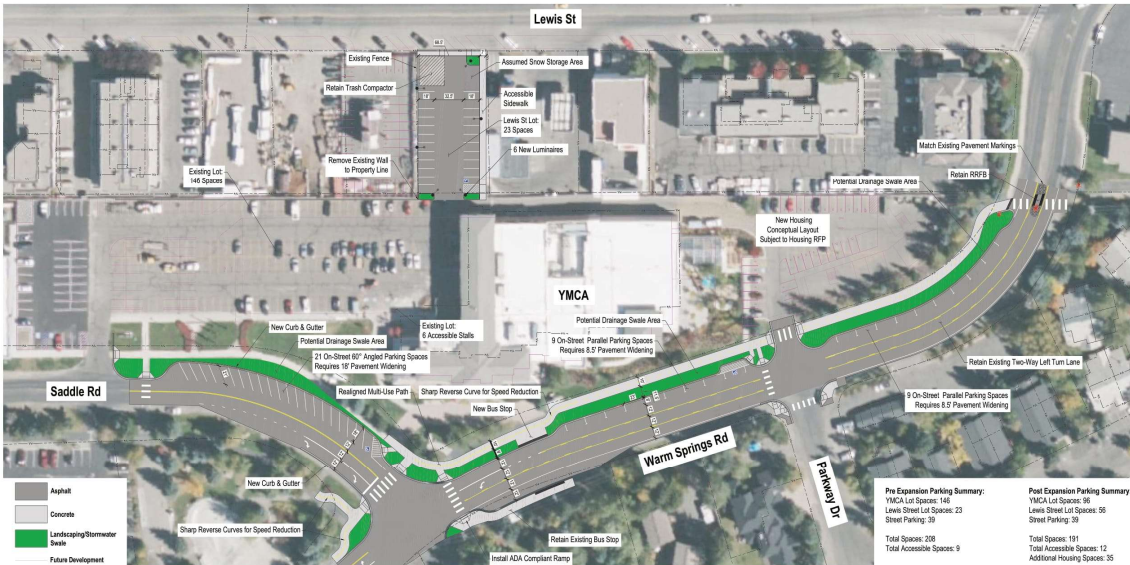 Lewis St
66.5'
Existing Fence
Assumed Snow Storage Area
Retain Trash Compactor
Accessible
Sidewalk
Lewis St Lot:
23 Spaces
6 New Luminaires
Remove Existing Wall
to Property Line
Existing Lot:
146 Spaces
Match Existing Pavement Markings
Retain RRFB
Potential Drainage Swale Area
New Housing
Conceptual Layout
Subject to Housing RFP
YMCA
Existing Lot:
6 Accessible Stalls
New Curb & Gutter
Potential Drainage Swale Area
21 On-Street 60° Angled Parking Spaces
Requires 18' Pavement Widening
Potential Drainage Swale Area
9 On-Street Parallel Parking Spaces
Requires 8.5' Pavement Widening
Retain Existing Two-Way Left Turn Lane
Saddle Rd
Realigned Multi-Use Path
Sharp Reverse Curve for Speed Reduction
New Bus Stop
9 On-Street Parallel Parking Spaces
Requires 8.5' Pavement Widening
Warm Springs Rd
Parkway Dr
New Curb & Gutter
Sharp Reverse Curves for Speed Reduction
Retain Existing Bus Stop
Install ADA Compliant Ramp
Asphalt
Concrete
Landscaping/Stormwater
Swale
Future Development
Pre Expansion Parking Summary:
YMCA Lot Spaces: 146
Lewis Street Lot Spaces: 23
Street Parking: 39
Total Spaces: 208
Total Accessible Spaces: 9
Post Expansion Parking Summary
YMCA Lot Spaces: 96
Lewis Street Lot Spaces: 56
Street Parking: 39
Total Spaces: 191
Total Accessible Spaces: 12
Additional Housing Spaces: 35